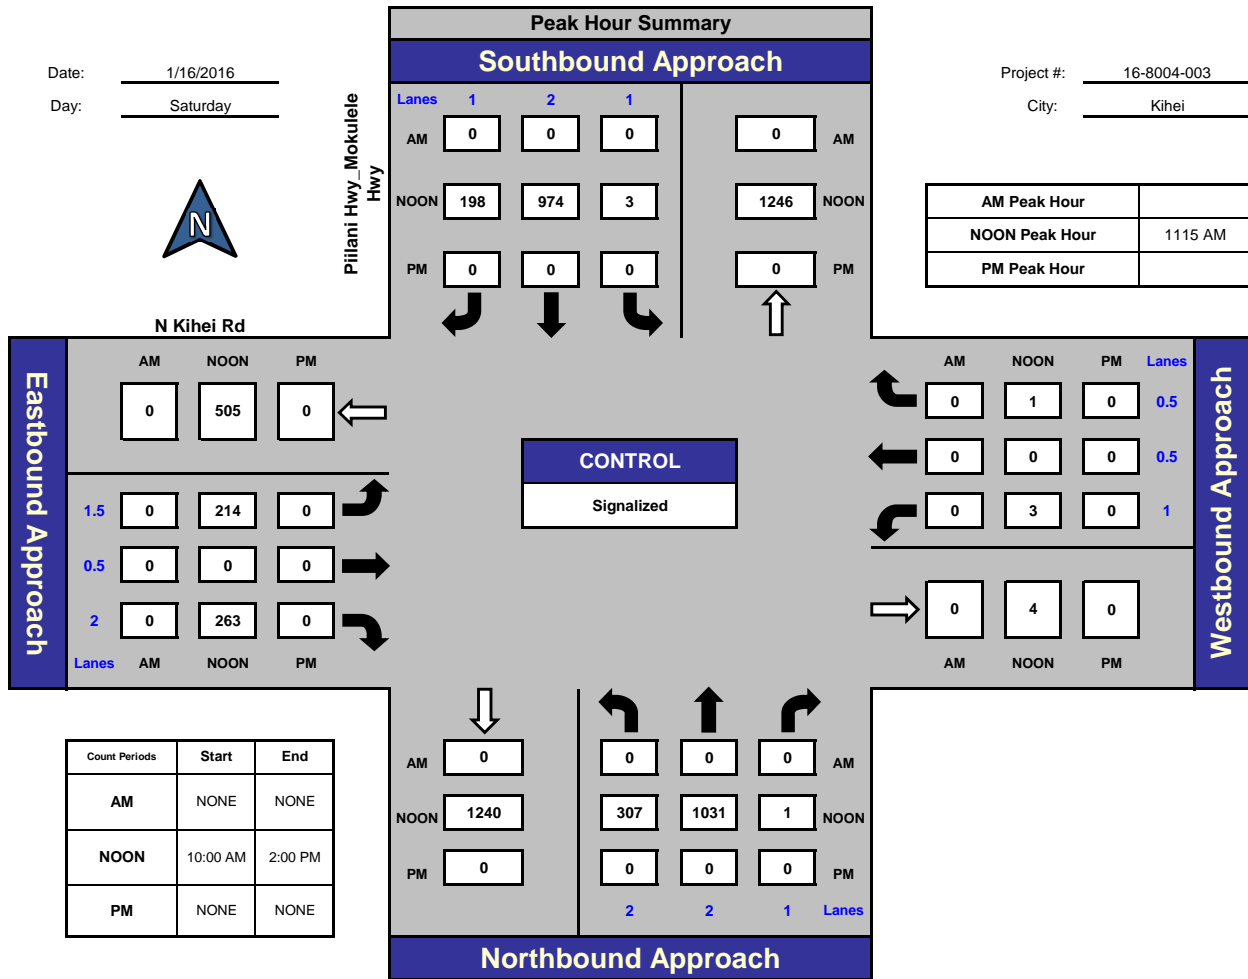 Peak Hour Summary
Southbound Approach
Date: 1/16/2016
Day: Saturday
Project #: 16-8004-003
City: Kihei
Piilani Hwy_Mokulele
Hwy
Lanes 1 2 1
AM 0 0 0 0 AM
NOON 198 974 3 1246 NOON
PM 0 0 0 0 PM
N
AM Peak Hour
NOON Peak Hour 1115 AM
PM Peak Hour
N Kihei Rd
Eastbound Approach
AM NOON PM
0 505 0
1.5 0 214 0
0.5 0 0 0
2 0 263 0
Lanes AM NOON PM
CONTROL
Signalized
AM NOON PM Lanes
0 1 0 0.5
0 0 0 0.5
0 3 0 1
0 4 0
AM NOON PM
Westbound Approach
Count Periods Start End
AM NONE NONE
NOON 10:00 AM 2:00 PM
PM NONE NONE
AM 0 0 0 0 AM
NOON 1240 307 1031 1 NOON
PM 0 0 0 0 PM
2 2 1 Lanes
Northbound Approach